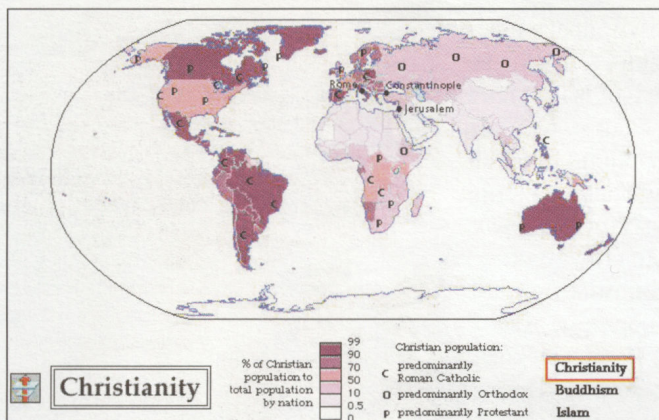 Rome
Constantinople
Jerusalem
P
P
P
P
P
P
P
P
P
P
P
P
C
C
C
C
C
C
C
C
C
C
C
C
C
O
O
O
O
O
Christianity
% of Christian
population to
total population
by nation
99
90
70
50
10
0.5
0
Christian population:
C predominantly
Roman Catholic
O predominantly Orthodox
P predominantly Protestant
Christianity
Buddhism
Islam